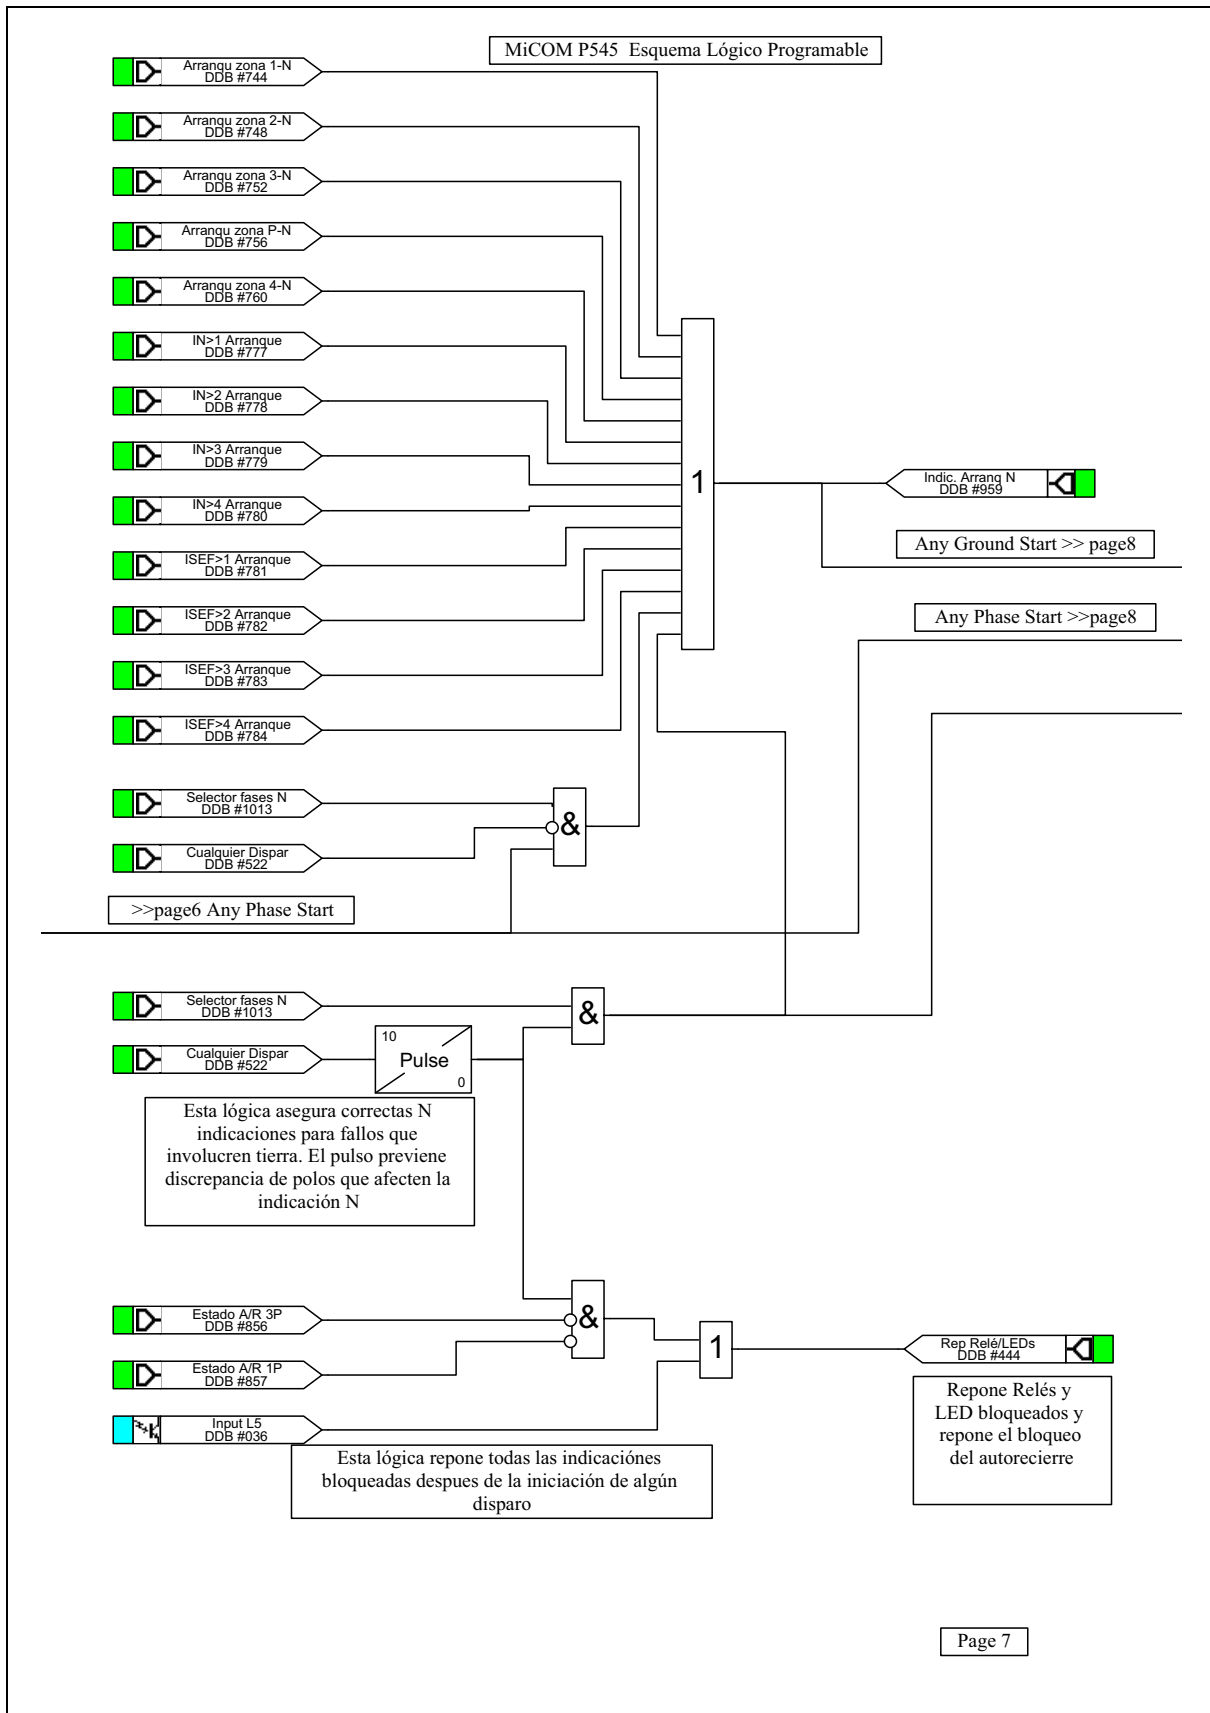 MiCOM P545  Esquema Lógico Programable
Arranqu zona 1-N
DDB #744
Arranqu zona 2-N
DDB #748
Arranqu zona 3-N
DDB #752
Arranqu zona P-N
DDB #756
Arranqu zona 4-N
DDB #760
IN>1 Arranque
DDB #777
IN>2 Arranque
DDB #778
IN>3 Arranque
DDB #779
1
Indic. Arranq N
DDB #959
IN>4 Arranque
DDB #780
Any Ground Start >> page8
ISEF>1 Arranque
DDB #781
ISEF>2 Arranque
DDB #782
Any Phase Start >>page8
ISEF>3 Arranque
DDB #783
ISEF>4 Arranque
DDB #784
Selector fases N
DDB #1013
&
Cualquier Dispar
DDB #522
>>page6 Any Phase Start
Selector fases N
DDB #1013
&
Cualquier Dispar
DDB #522
10
Pulse
0
Esta lógica asegura correctas N
indicaciones para fallos que
involucren tierra. El pulso previene
discrepancia de polos que afecten la
indicación N
Estado A/R 3P
DDB #856
&
1
Rep Relé/LEDs
DDB #444
Estado A/R 1P
DDB #857
Repone Relés y
LED bloqueados y
repone el bloqueo
del autorecierre
Input L5
DDB #036
Esta lógica repone todas las indicaciónes
bloqueadas despues de la iniciación de algún
disparo
Page 7